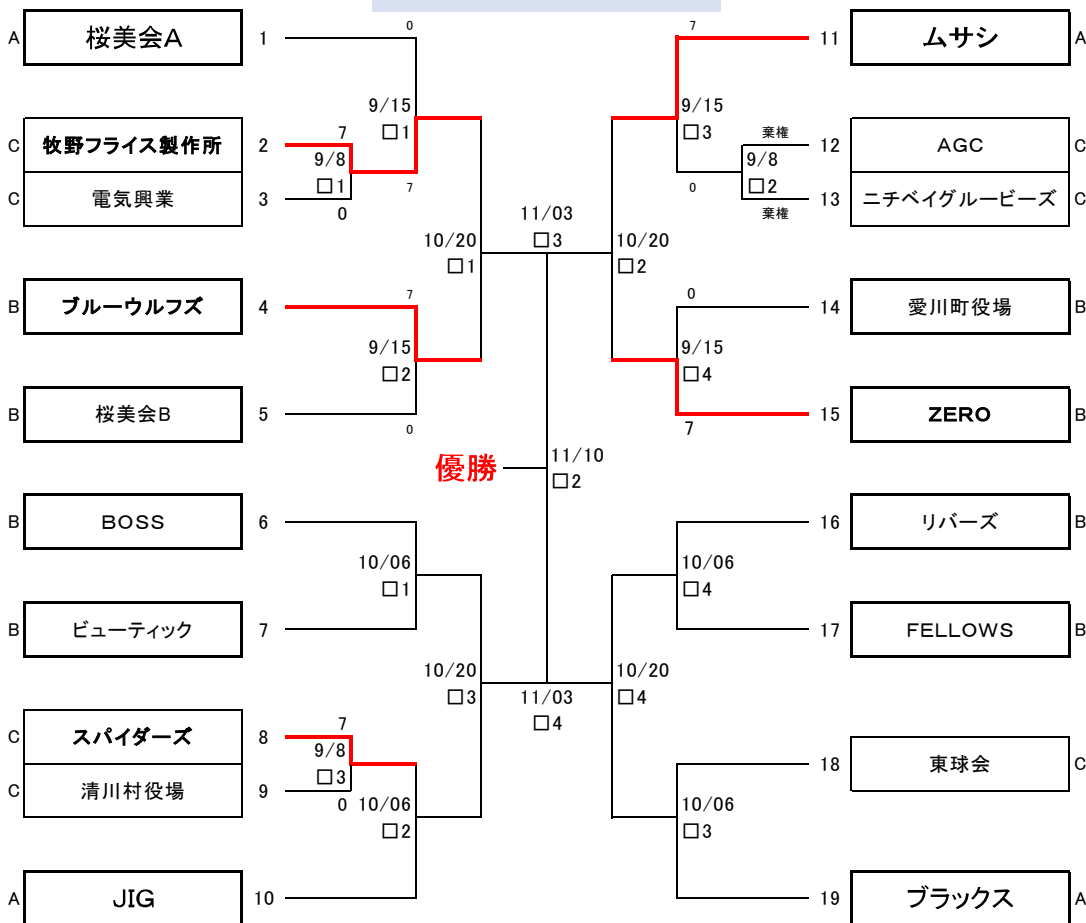 A 桜美会A 1
0
9/15
□1
C 牧野フライス製作所 2
7
9/8
□1
C 電気興業 3
0
7
10/20
□1
B ブルーウルフズ 4
7
9/15
□2
B 桜美会B 5
0
B BOSS 6
10/06
□1
B ビューティック 7
10/20
□3
C スパイダーズ 8
7
9/8
□3
C 清川村役場 9
0
10/06
□2
A JIG 10
11/03
□3
優勝
11/10
□2
11/03
□4
7
11 ムサシ A
9/15
□3
棄権
12 AGC C
9/8
□2
0
棄権
13 ニチベイグルービーズ C
10/20
□2
0
14 愛川町役場 B
9/15
□4
7
15 ZERO B
16 リバーズ B
10/06
□4
17 FELLOWS B
10/20
□4
18 東球会 C
10/06
□3
19 ブラックス A